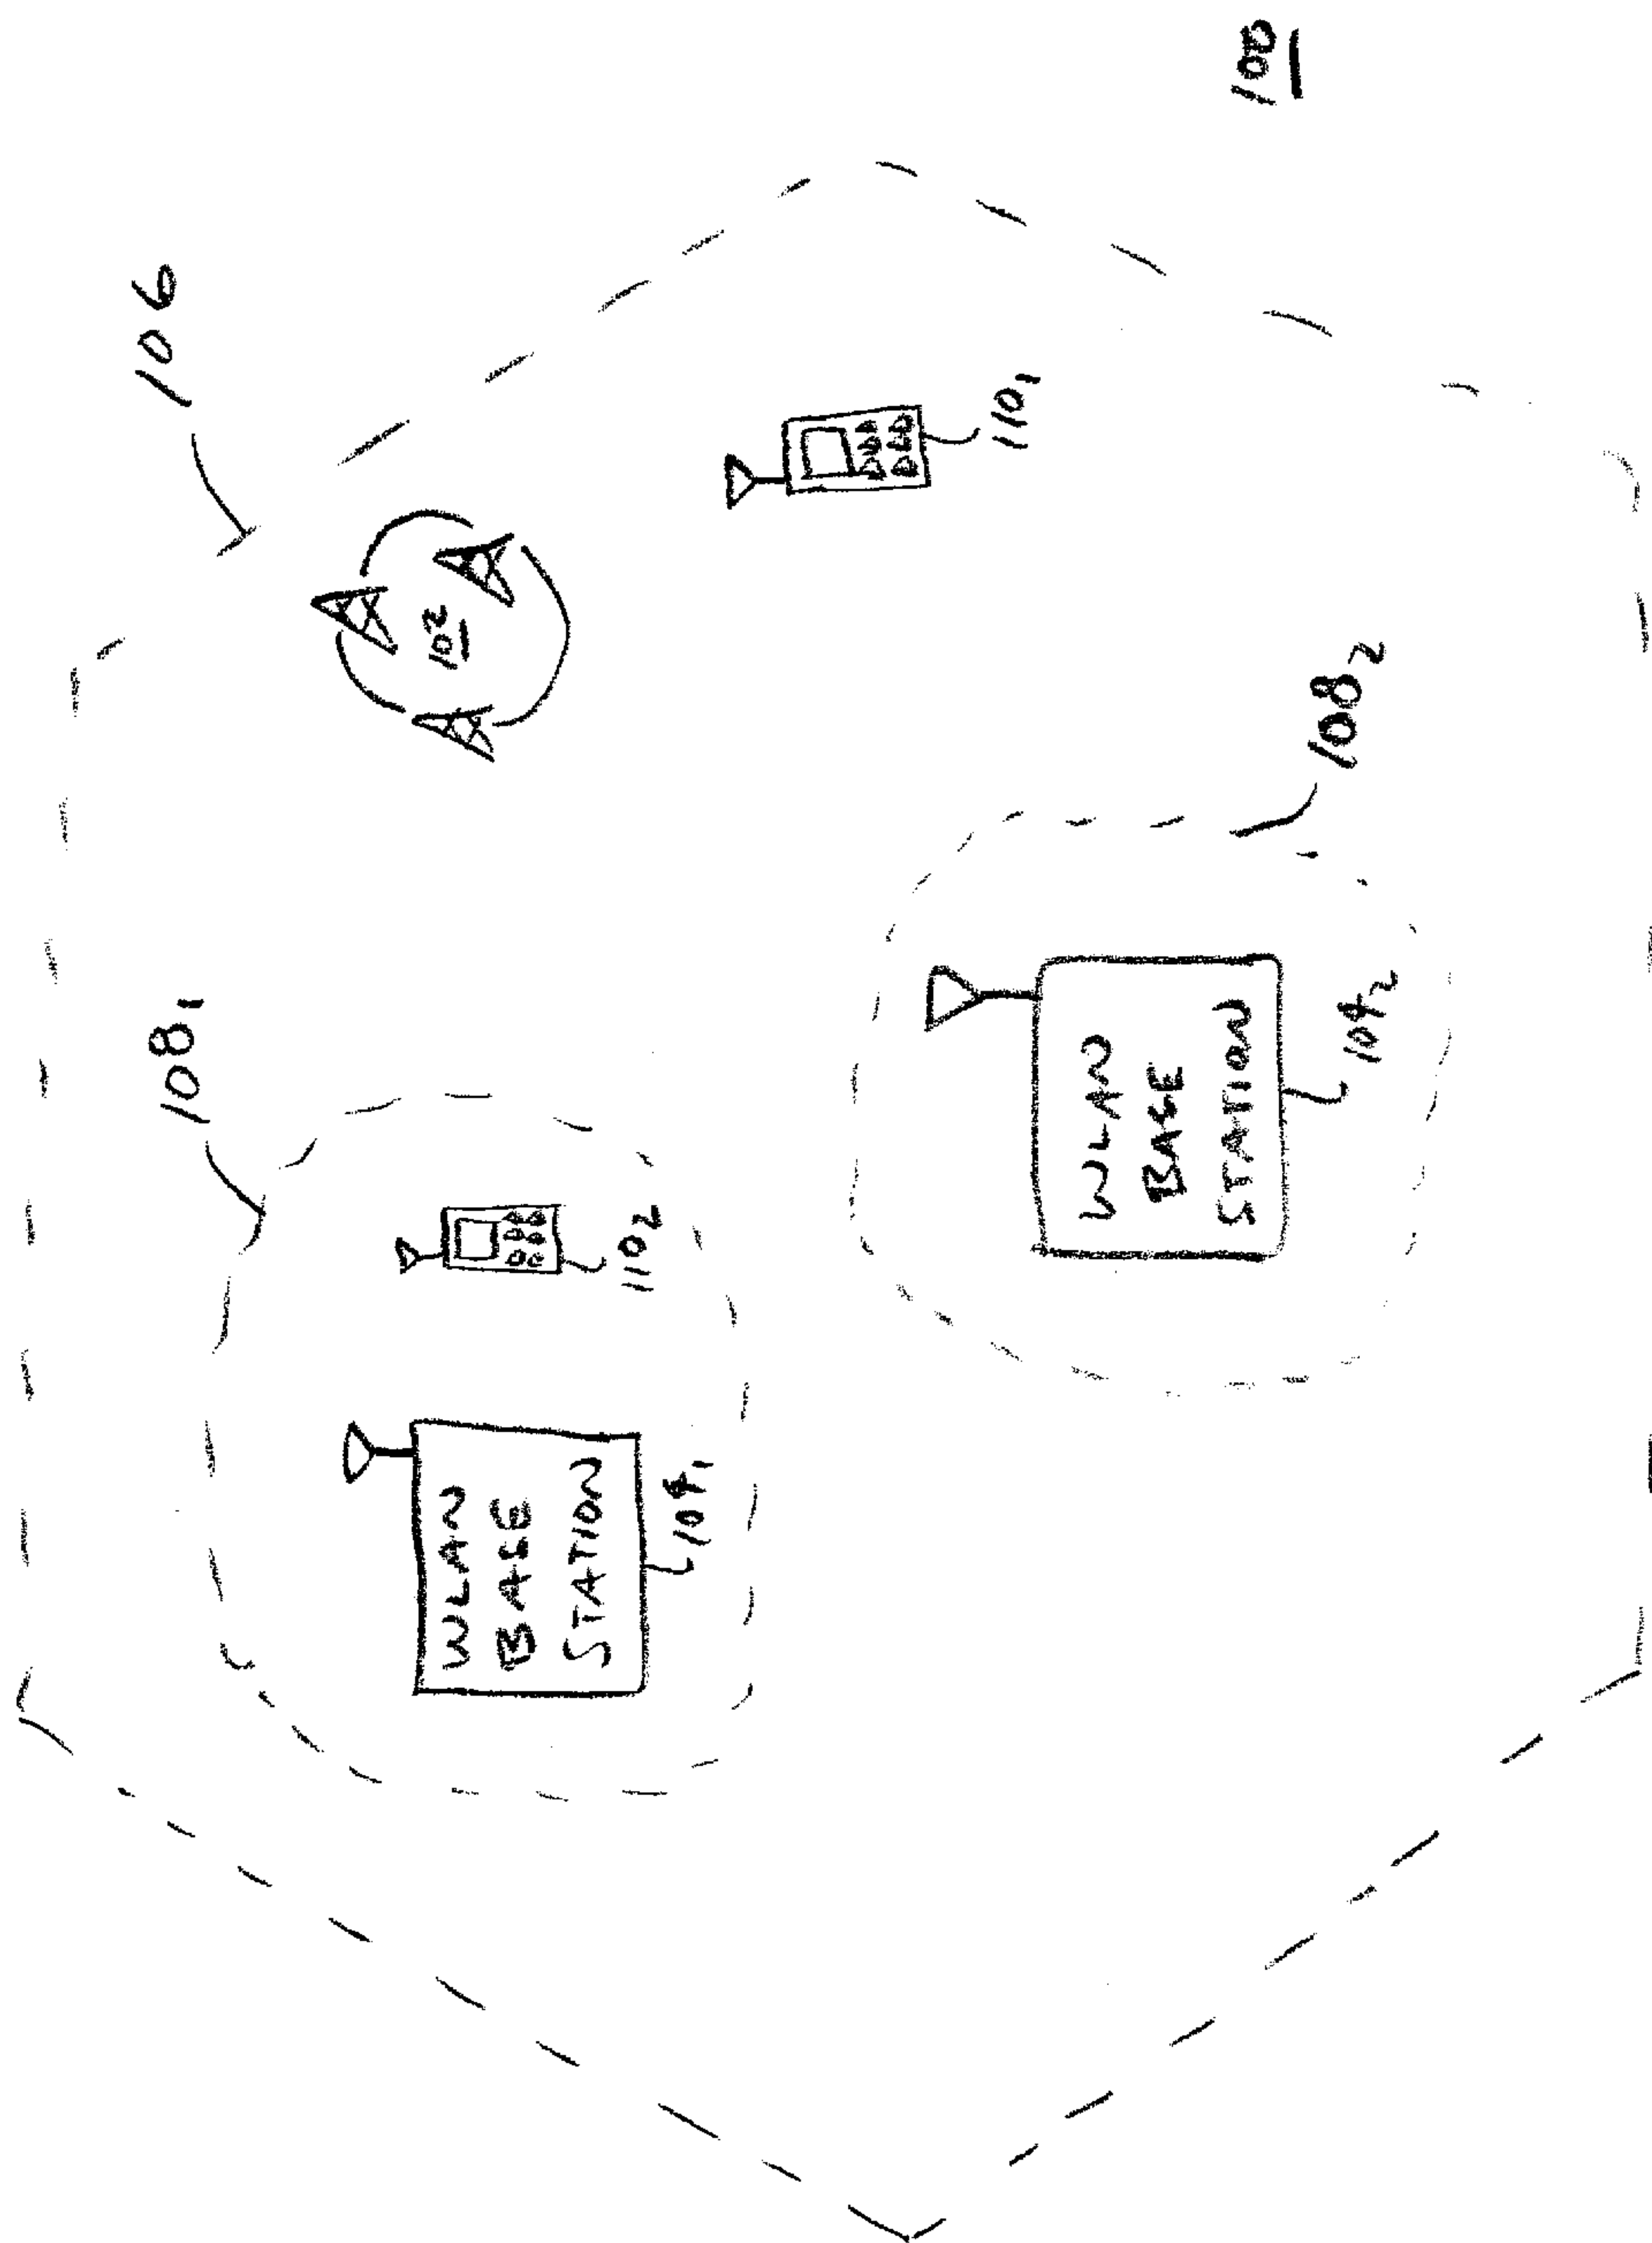 108₁
106
WLAN
BASE
STATION
104₁
110₂
102
110₁
WLAN
BASE
STATION
104₂
108₂
100